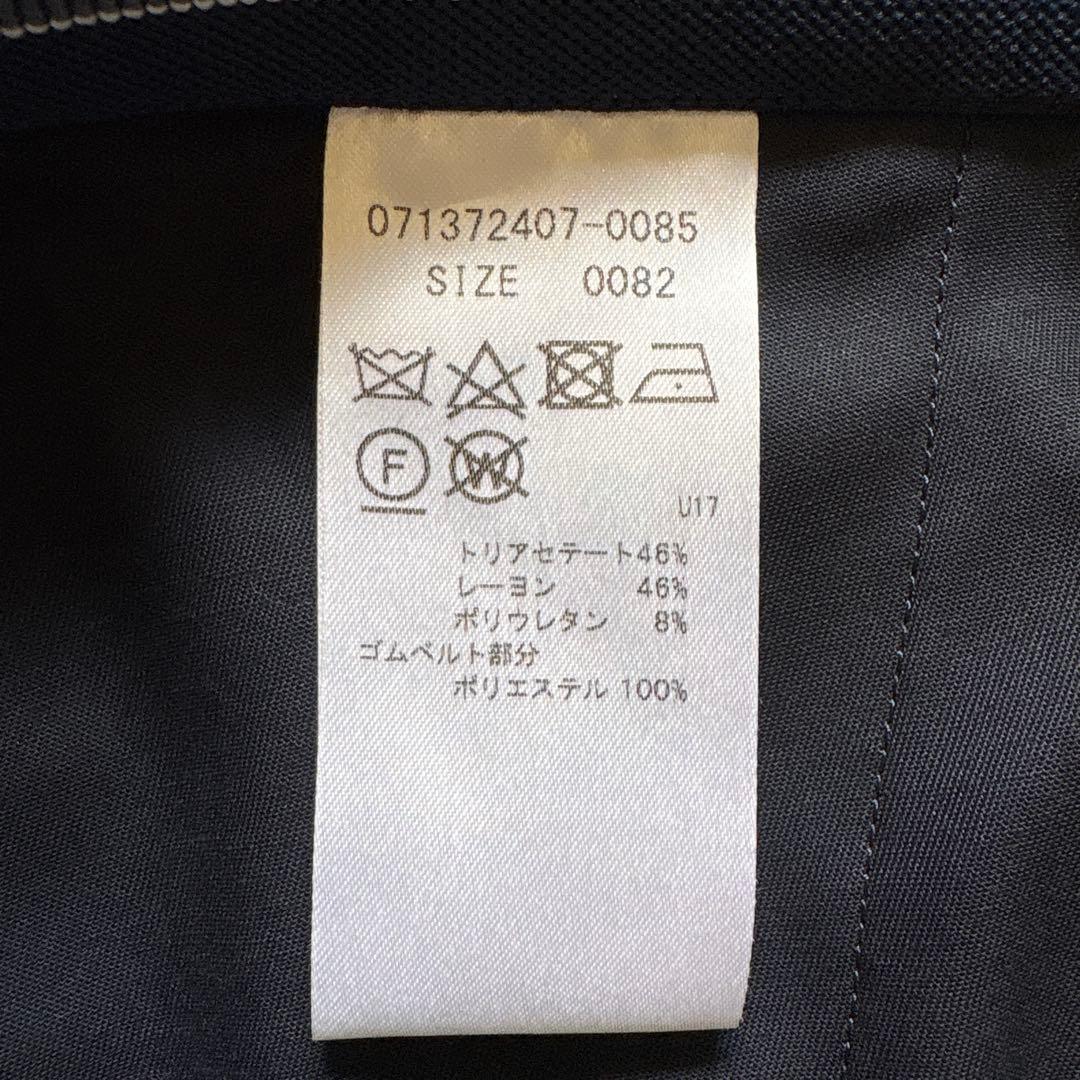 071372407-0085
SIZE 0082
F W
U17
トリアセテート46%
レーヨン 46%
ポリウレタン 8%
ゴムベルト部分
ポリエステル 100%